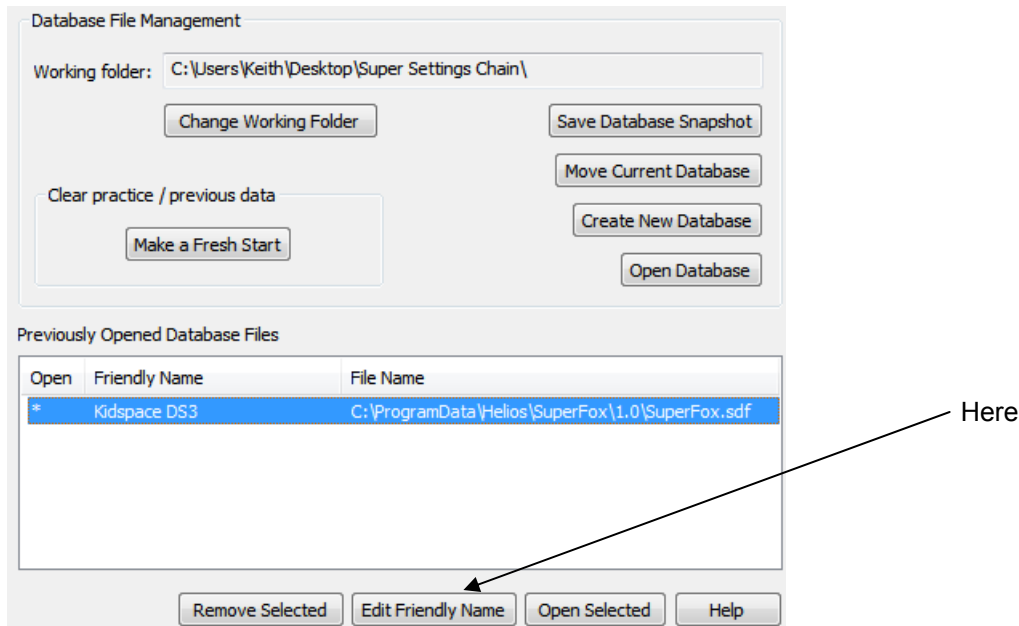 Database File Management
Working folder: C:\Users\Keith\Desktop\Super Settings Chain\
Change Working Folder Save Database Snapshot
Move Current Database
Clear practice / previous data
Create New Database
Make a Fresh Start
Open Database
Previously Opened Database Files
Open Friendly Name File Name
* Kidspace DS3 C:\ProgramData\Helios\SuperFox\1.0\SuperFox.sdf
Here
Remove Selected Edit Friendly Name Open Selected Help